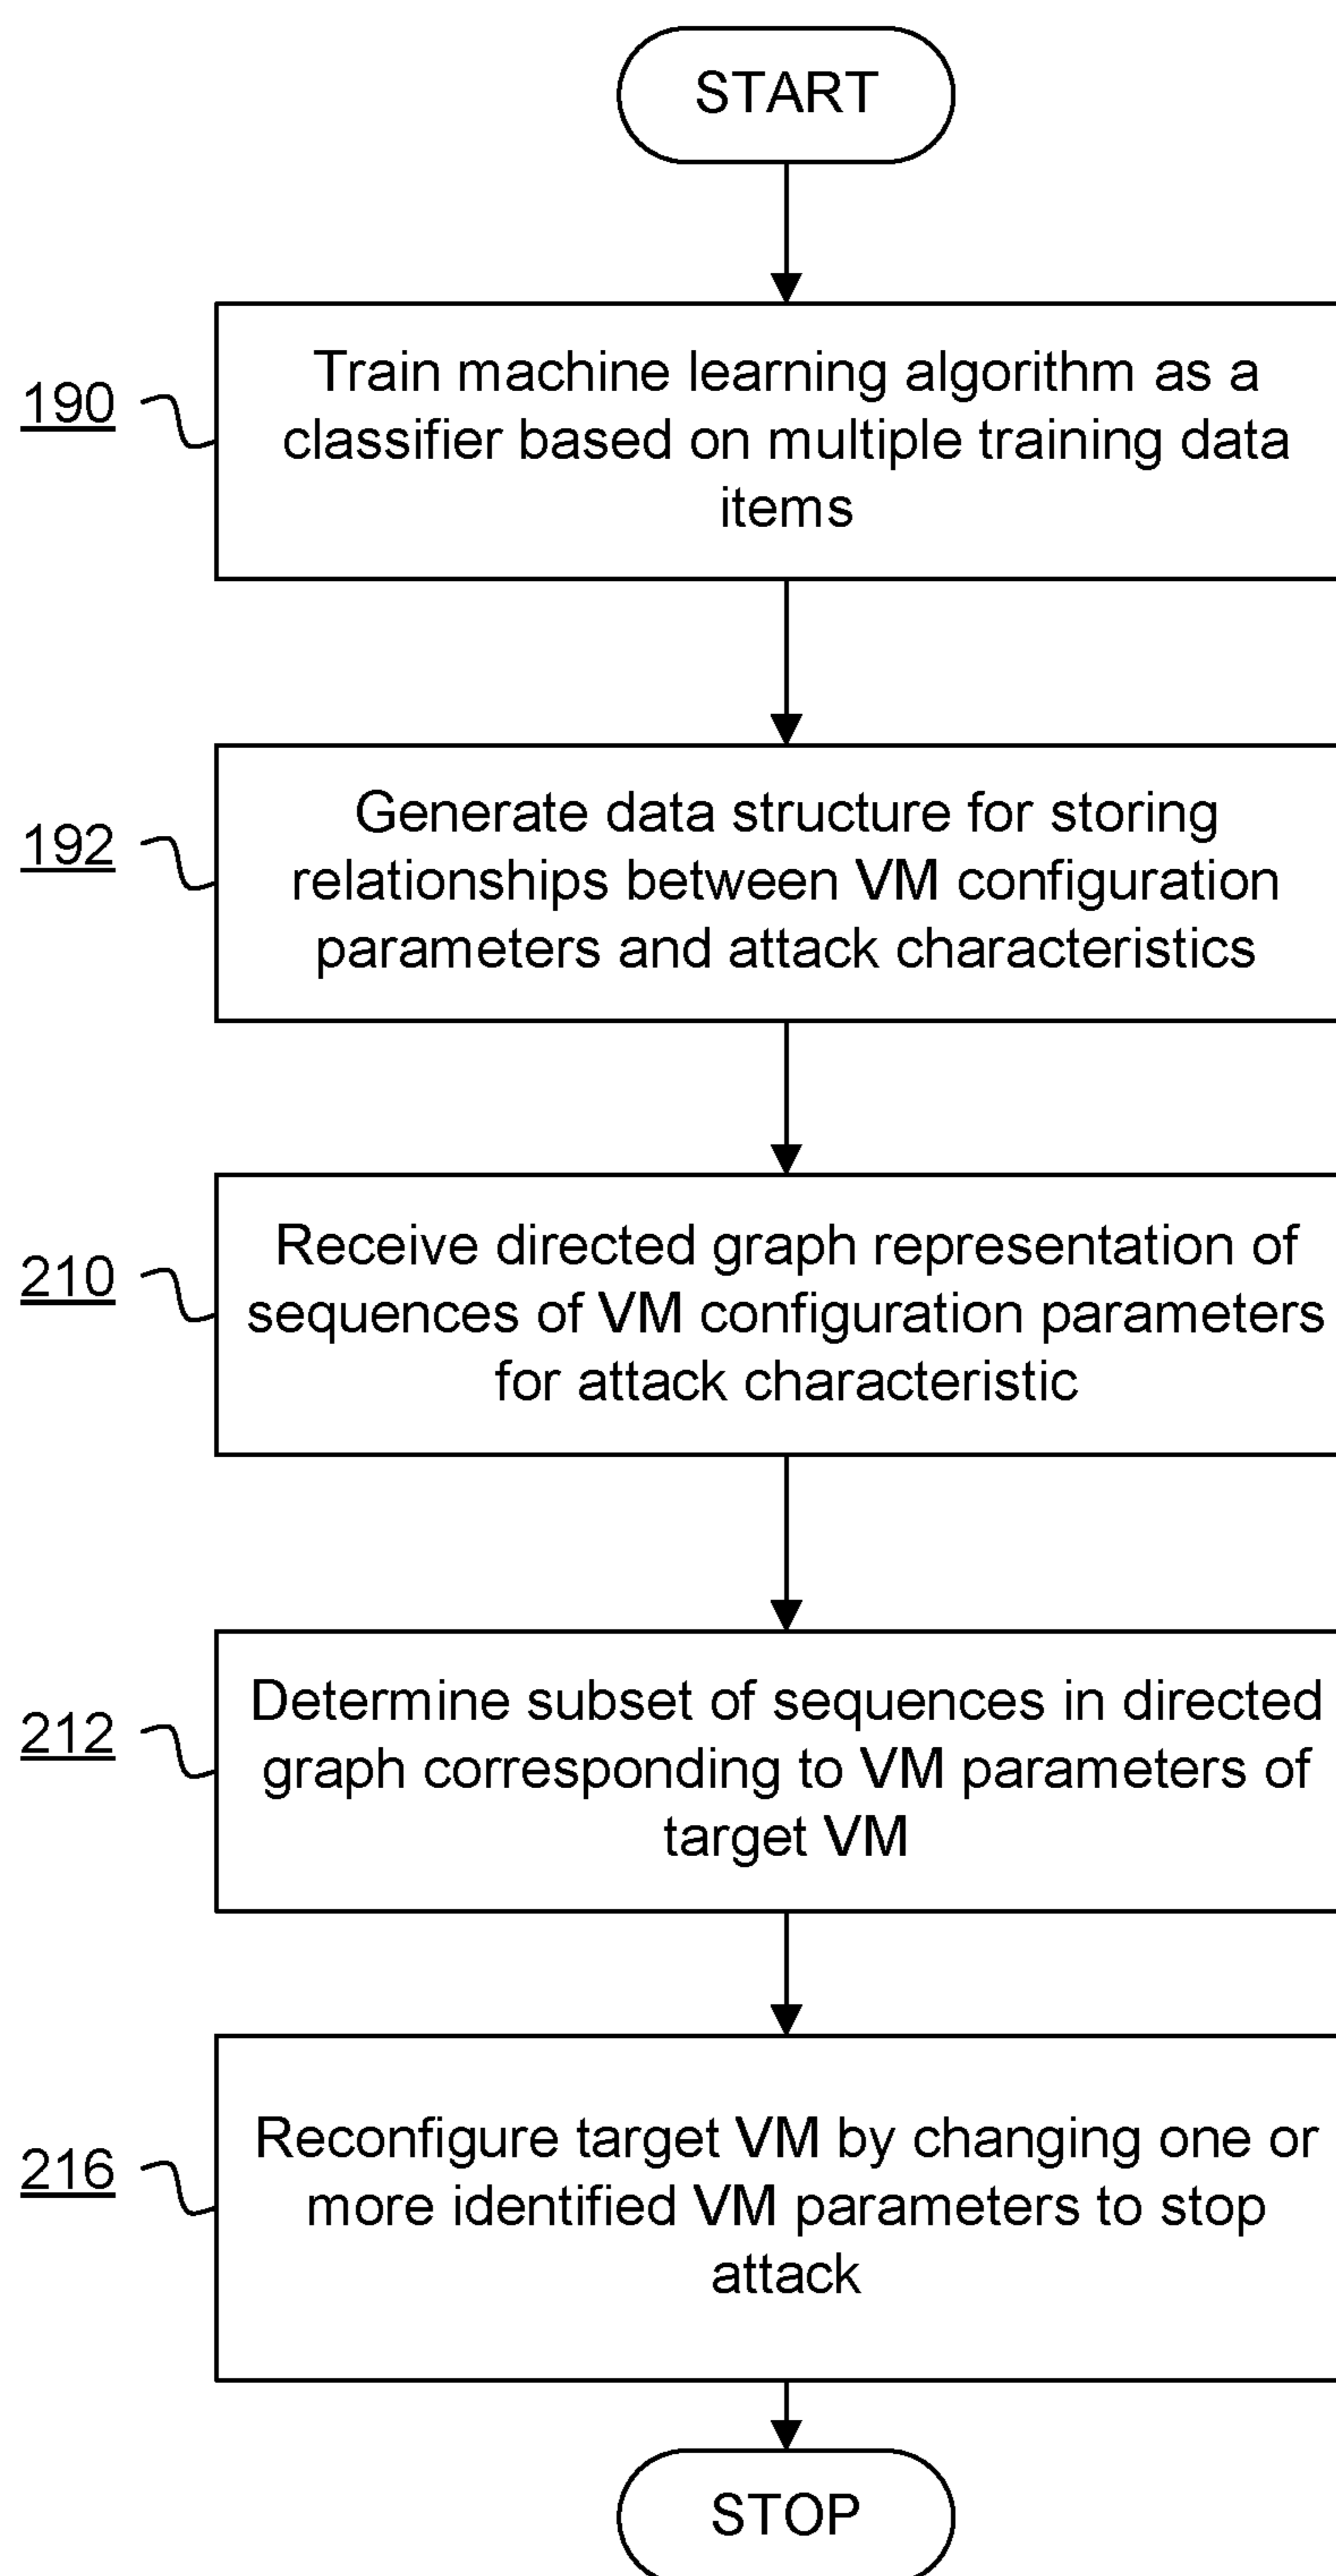 START
190
Train machine learning algorithm as a
classifier based on multiple training data
items
192
Generate data structure for storing
relationships between VM configuration
parameters and attack characteristics
210
Receive directed graph representation of
sequences of VM configuration parameters
for attack characteristic
212
Determine subset of sequences in directed
graph corresponding to VM parameters of
target VM
216
Reconfigure target VM by changing one or
more identified VM parameters to stop
attack
STOP